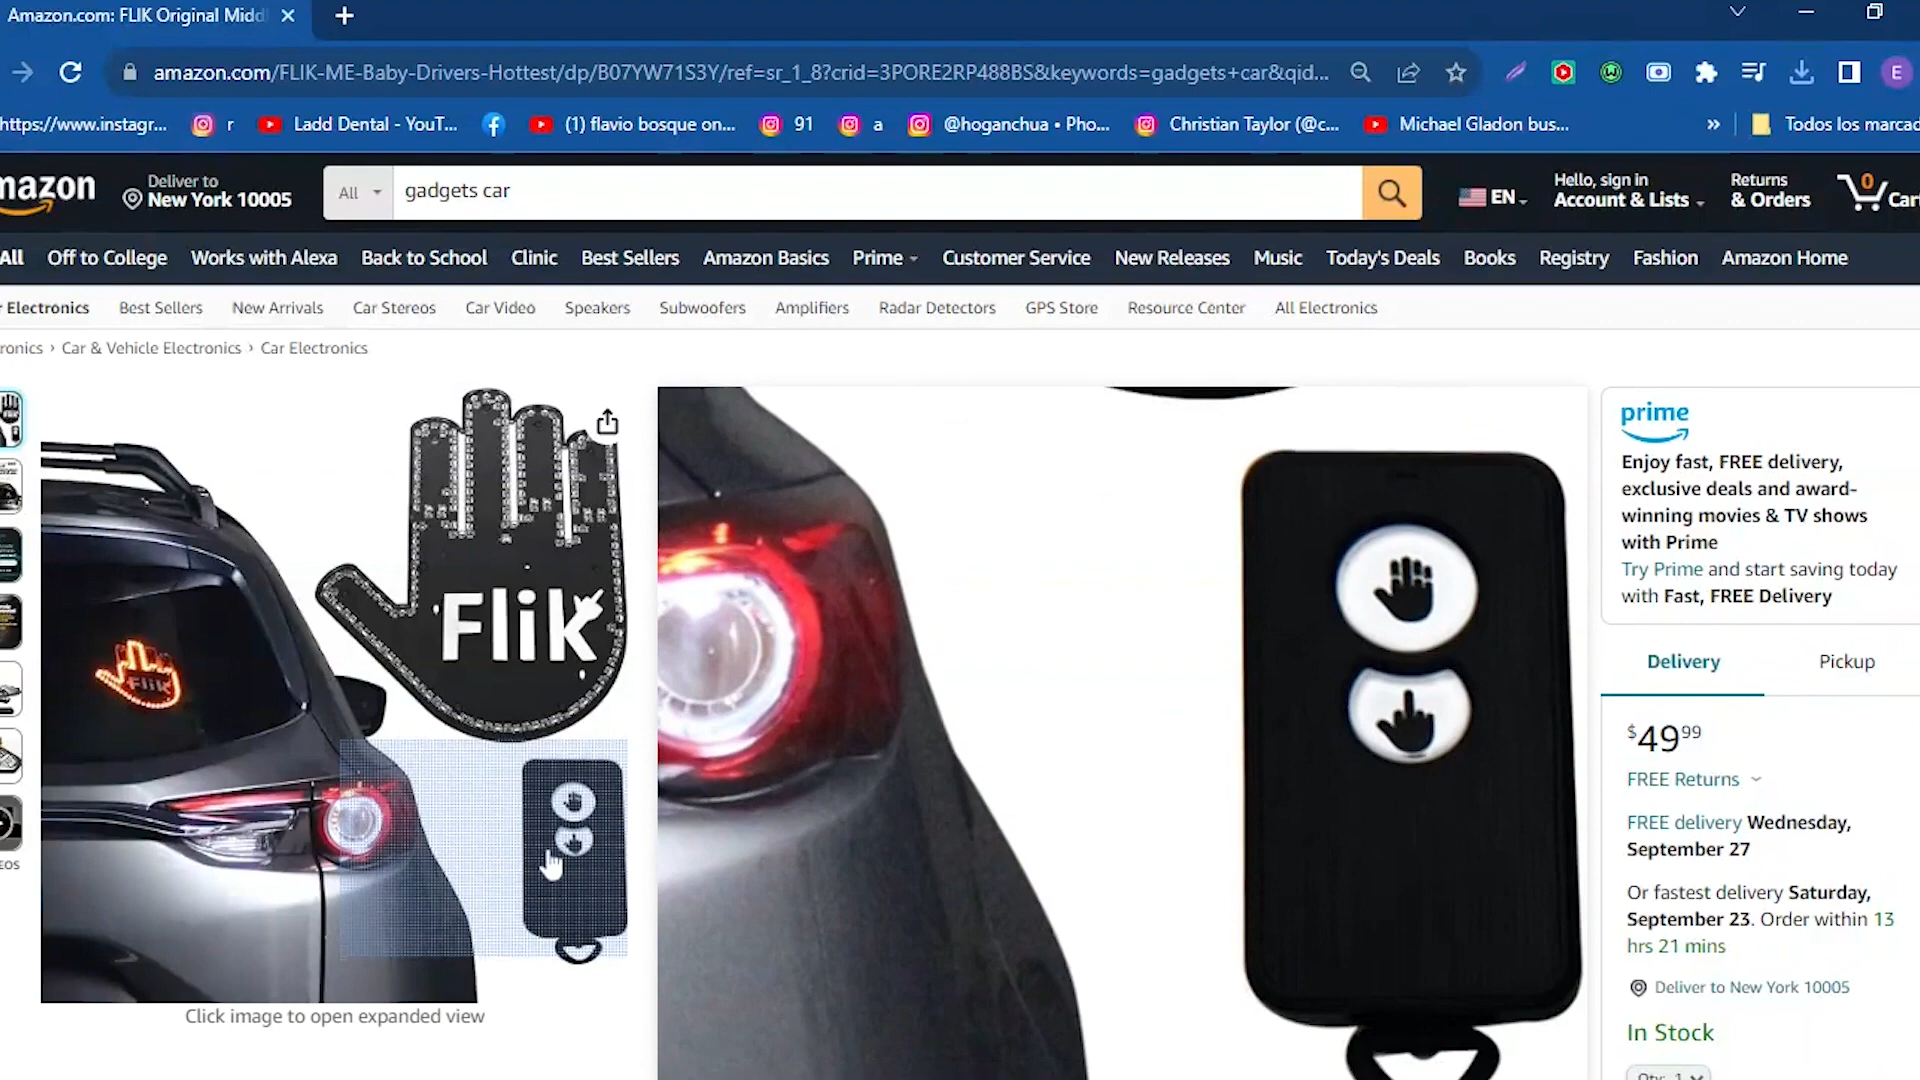 Amazon.com: FLIK Original Midd
amazon.com/FLIK-ME-Baby-Drivers-Hottest/dp/B07YW71S3Y/ref=sr_1_8?crid=3PORE2RP488BS&keywords=gadgets+car&qid...
E
https://www.instagr...
r
Ladd Dental - YouT...
(1) flavio bosque on...
91
a
@hoganchua • Pho...
Christian Taylor (@c...
Michael Gladon bus...
»
Todos los marcad
mazon
Deliver to
New York 10005
All
gadgets car
EN
Hello, sign in
Account & Lists
Returns
& Orders
0
Cart
All
Off to College
Works with Alexa
Back to School
Clinic
Best Sellers
Amazon Basics
Prime
Customer Service
New Releases
Music
Today's Deals
Books
Registry
Fashion
Amazon Home
r Electronics
Best Sellers
New Arrivals
Car Stereos
Car Video
Speakers
Subwoofers
Amplifiers
Radar Detectors
GPS Store
Resource Center
All Electronics
ronics › Car & Vehicle Electronics › Car Electronics
Flik
Flik
EOS
Click image to open expanded view
prime
Enjoy fast, FREE delivery,
exclusive deals and award-
winning movies & TV shows
with Prime
Try Prime and start saving today
with Fast, FREE Delivery
Delivery
Pickup
$49.99
FREE Returns
FREE delivery Wednesday,
September 27
Or fastest delivery Saturday,
September 23. Order within 13
hrs 21 mins
Deliver to New York 10005
In Stock
Qty: 1